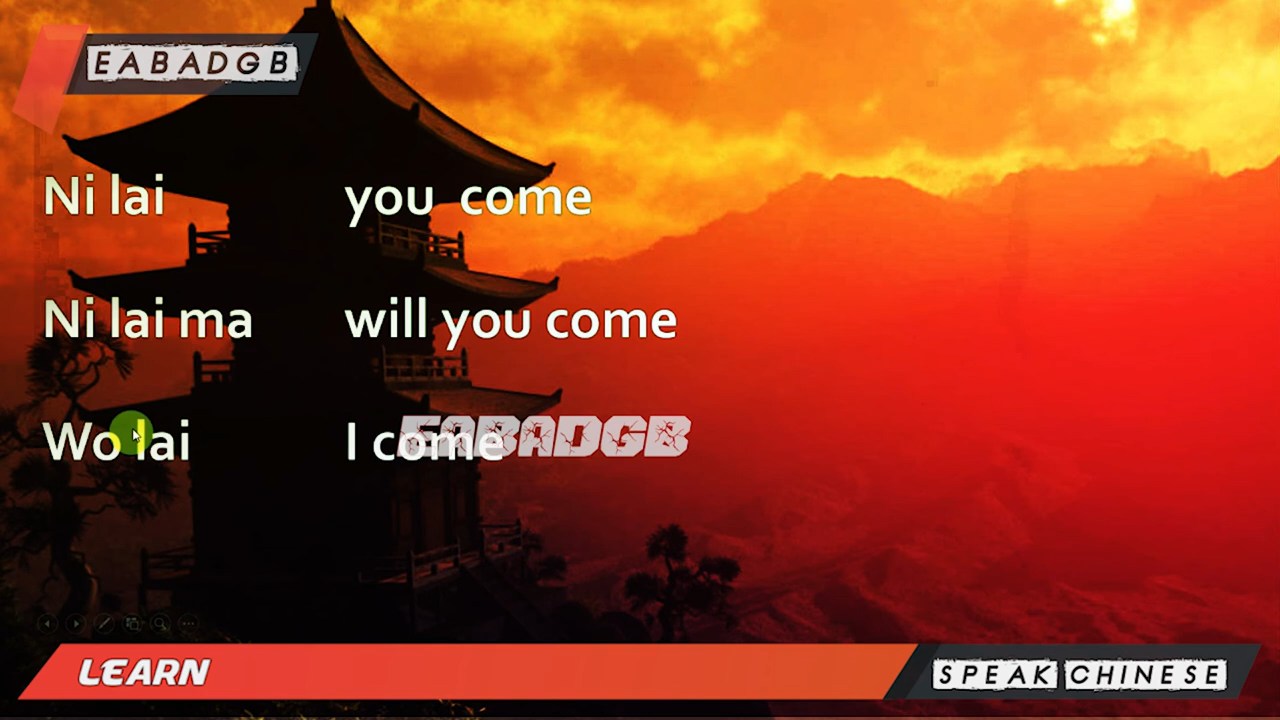 EABADGB
Ni lai you come
Ni lai ma will you come
Wo lai I come
EABADGB
LEARN
SPEAK CHINESE